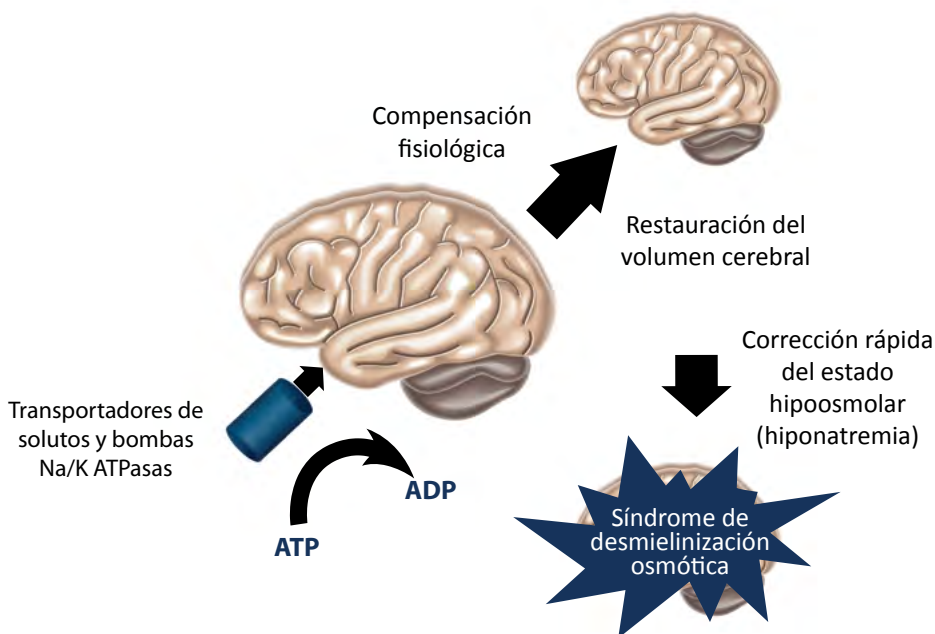 Compensación
fisiológica
Restauración del
volumen cerebral
Corrección rápida
del estado
hipoosmolar
(hiponatremia)
Transportadores de
solutos y bombas
Na/K ATPasas
ADP
ATP
Síndrome de
desmielinización
osmótica